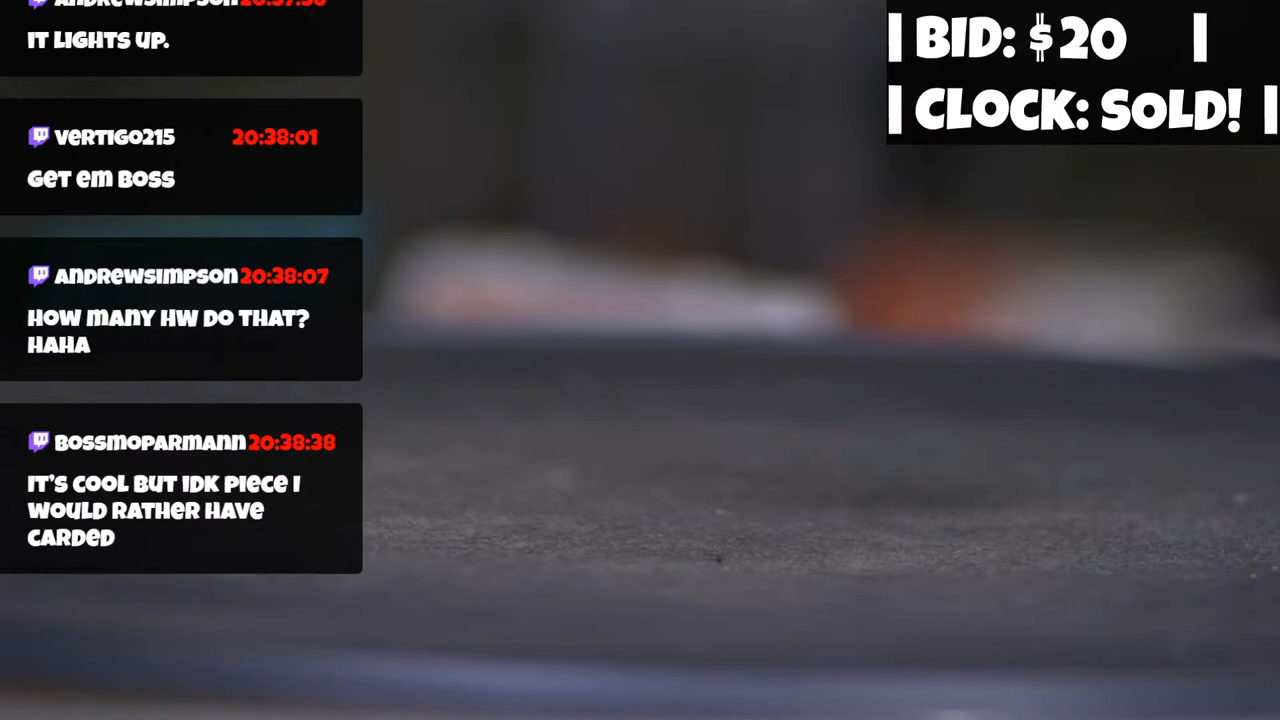 ANDREWSIMPSON
IT LIGHTS UP.
VERTIGO215 20:38:01
GET EM BOSS
ANDREWSIMPSON 20:38:07
HOW MANY HW DO THAT?
HAHA
BOSSMOPARMANN 20:38:38
IT'S COOL BUT IDK PIECE I
WOULD RATHER HAVE
CARDED
| BID: $20 |
| CLOCK: SOLD! |